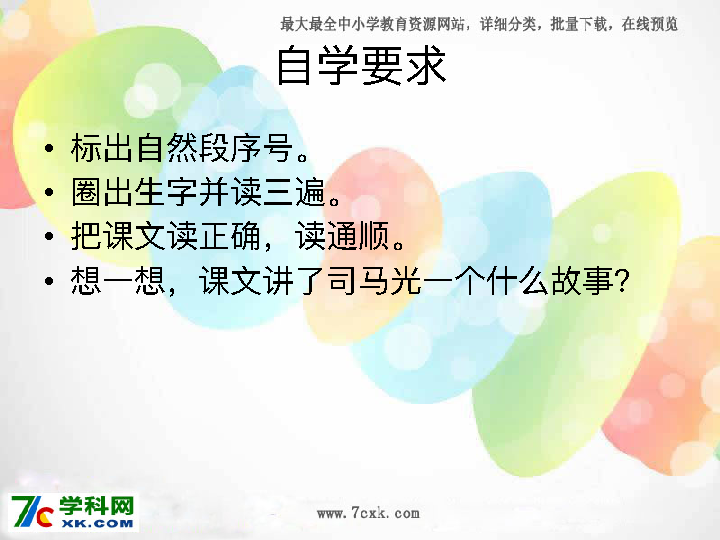 最大最全中小学教育资源网站，详细分类，批量下载，在线预览
自学要求
• 标出自然段序号。
• 圈出生字并读三遍。
• 把课文读正确，读通顺。
• 想一想，课文讲了司马光一个什么故事？
7c学科网
XK.COM
www.7cxk.com